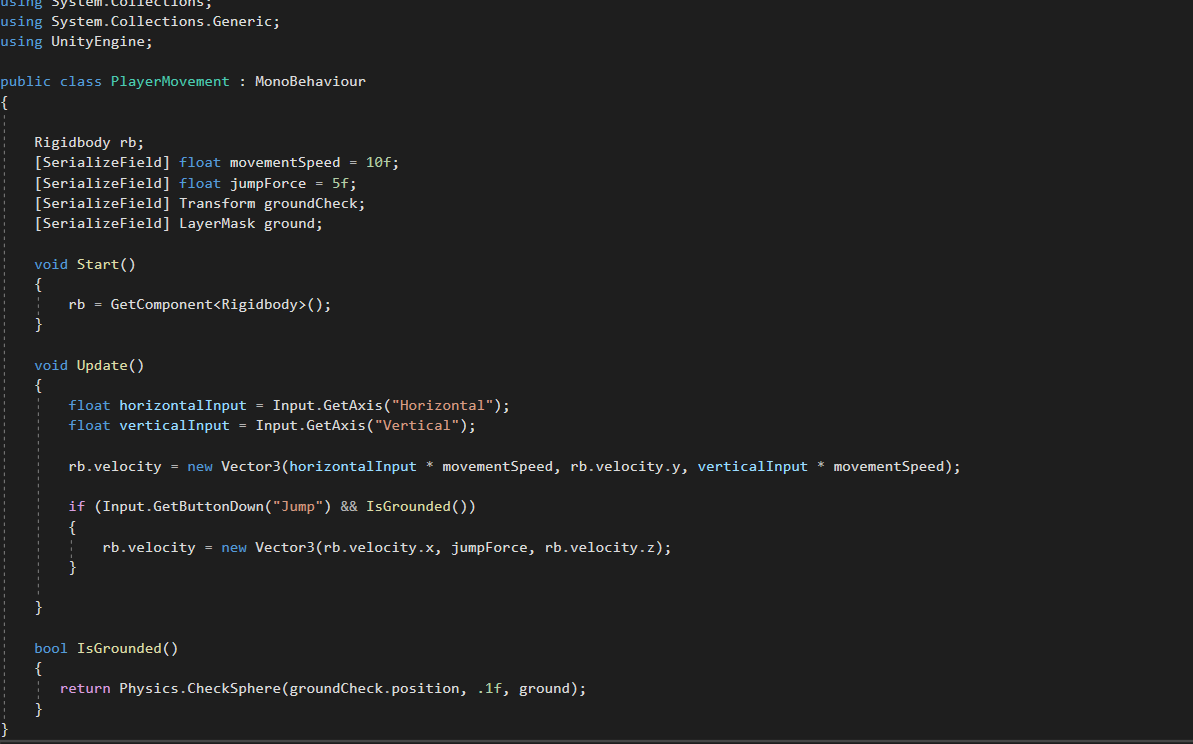 using System.Collections;
using System.Collections.Generic;
using UnityEngine;

public class PlayerMovement : MonoBehaviour
{

    Rigidbody rb;
    [SerializeField] float movementSpeed = 10f;
    [SerializeField] float jumpForce = 5f;
    [SerializeField] Transform groundCheck;
    [SerializeField] LayerMask ground;

    void Start()
    {
        rb = GetComponent<Rigidbody>();
    }

    void Update()
    {
        float horizontalInput = Input.GetAxis("Horizontal");
        float verticalInput = Input.GetAxis("Vertical");

        rb.velocity = new Vector3(horizontalInput * movementSpeed, rb.velocity.y, verticalInput * movementSpeed);

        if (Input.GetButtonDown("Jump") && IsGrounded())
        {
            rb.velocity = new Vector3(rb.velocity.x, jumpForce, rb.velocity.z);
        }

    }

    bool IsGrounded()
    {
       return Physics.CheckSphere(groundCheck.position, .1f, ground);
    }
}